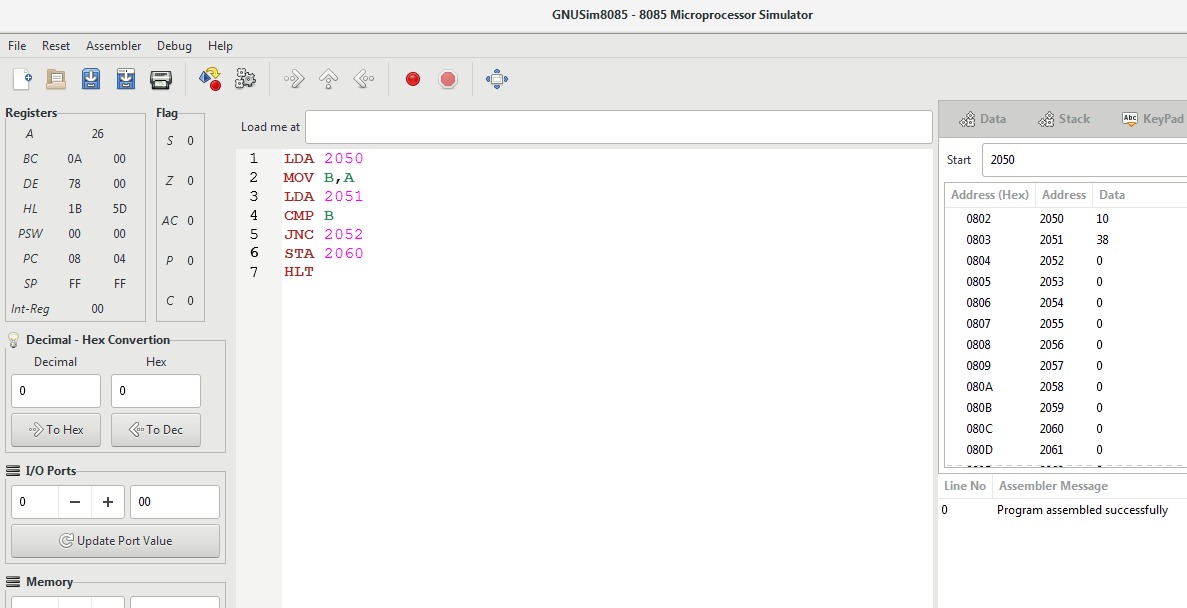 GNUSim8085 - 8085 Microprocessor Simulator
File Reset Assembler Debug Help
Registers
A 26
BC 0A 00
DE 78 00
HL 1B 5D
PSW 00 00
PC 08 04
SP FF FF
Int-Reg 00
Flag
S 0
Z 0
AC 0
P 0
C 0
Decimal - Hex Convertion
Decimal Hex
0 0
To Hex To Dec
I/O Ports
0 − + 00
Update Port Value
Memory
Load me at
1 LDA 2050
2 MOV B,A
3 LDA 2051
4 CMP B
5 JNC 2052
6 STA 2060
7 HLT
Data Stack Abc KeyPad
Start 2050
Address (Hex) Address Data
0802 2050 10
0803 2051 38
0804 2052 0
0805 2053 0
0806 2054 0
0807 2055 0
0808 2056 0
0809 2057 0
080A 2058 0
080B 2059 0
080C 2060 0
080D 2061 0
Line No Assembler Message
0 Program assembled successfully